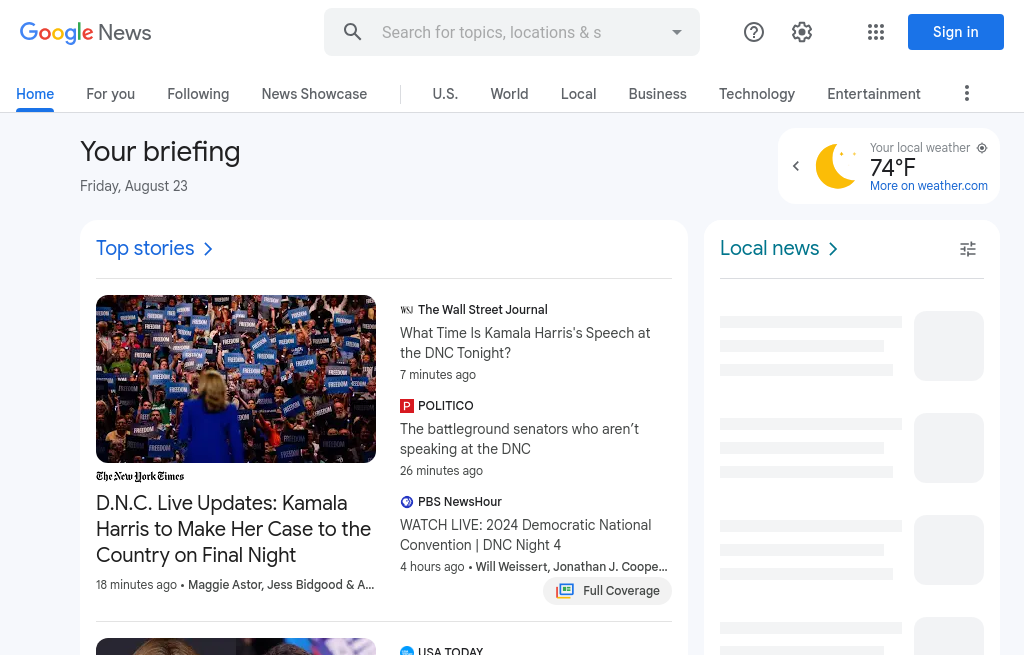 Google News
Search for topics, locations & s
Sign in
Home
For you
Following
News Showcase
U.S.
World
Local
Business
Technology
Entertainment
Your briefing
Friday, August 23
Your local weather
74°F
More on weather.com
Top stories
FREEDOM
The New York Times
D.N.C. Live Updates: Kamala
Harris to Make Her Case to the
Country on Final Night
18 minutes ago • Maggie Astor, Jess Bidgood & A…
WSJ The Wall Street Journal
What Time Is Kamala Harris's Speech at
the DNC Tonight?
7 minutes ago
P POLITICO
The battleground senators who aren’t
speaking at the DNC
26 minutes ago
PBS NewsHour
WATCH LIVE: 2024 Democratic National
Convention | DNC Night 4
4 hours ago • Will Weissert, Jonathan J. Coope…
Full Coverage
USA TODAY
Local news